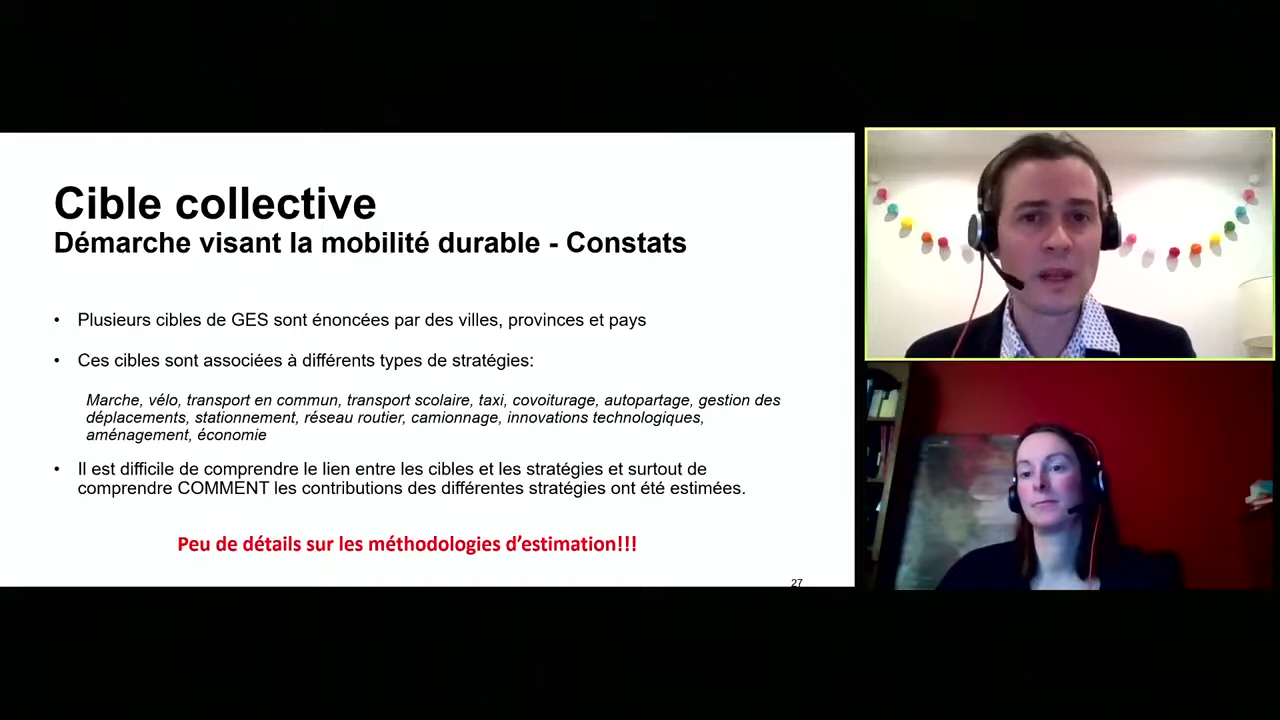 Cible collective
Démarche visant la mobilité durable - Constats
• Plusieurs cibles de GES sont énoncées par des villes, provinces et pays
• Ces cibles sont associées à différents types de stratégies:
Marche, vélo, transport en commun, transport scolaire, taxi, covoiturage, autopartage, gestion des
déplacements, stationnement, réseau routier, camionnage, innovations technologiques,
aménagement, économie
• Il est difficile de comprendre le lien entre les cibles et les stratégies et surtout de
comprendre COMMENT les contributions des différentes stratégies ont été estimées.
Peu de détails sur les méthodologies d’estimation!!!
27